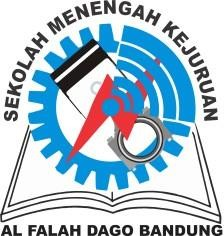 SEKOLAH MENENGAH KEJURUAN
AL FALAH DAGO BANDUNG